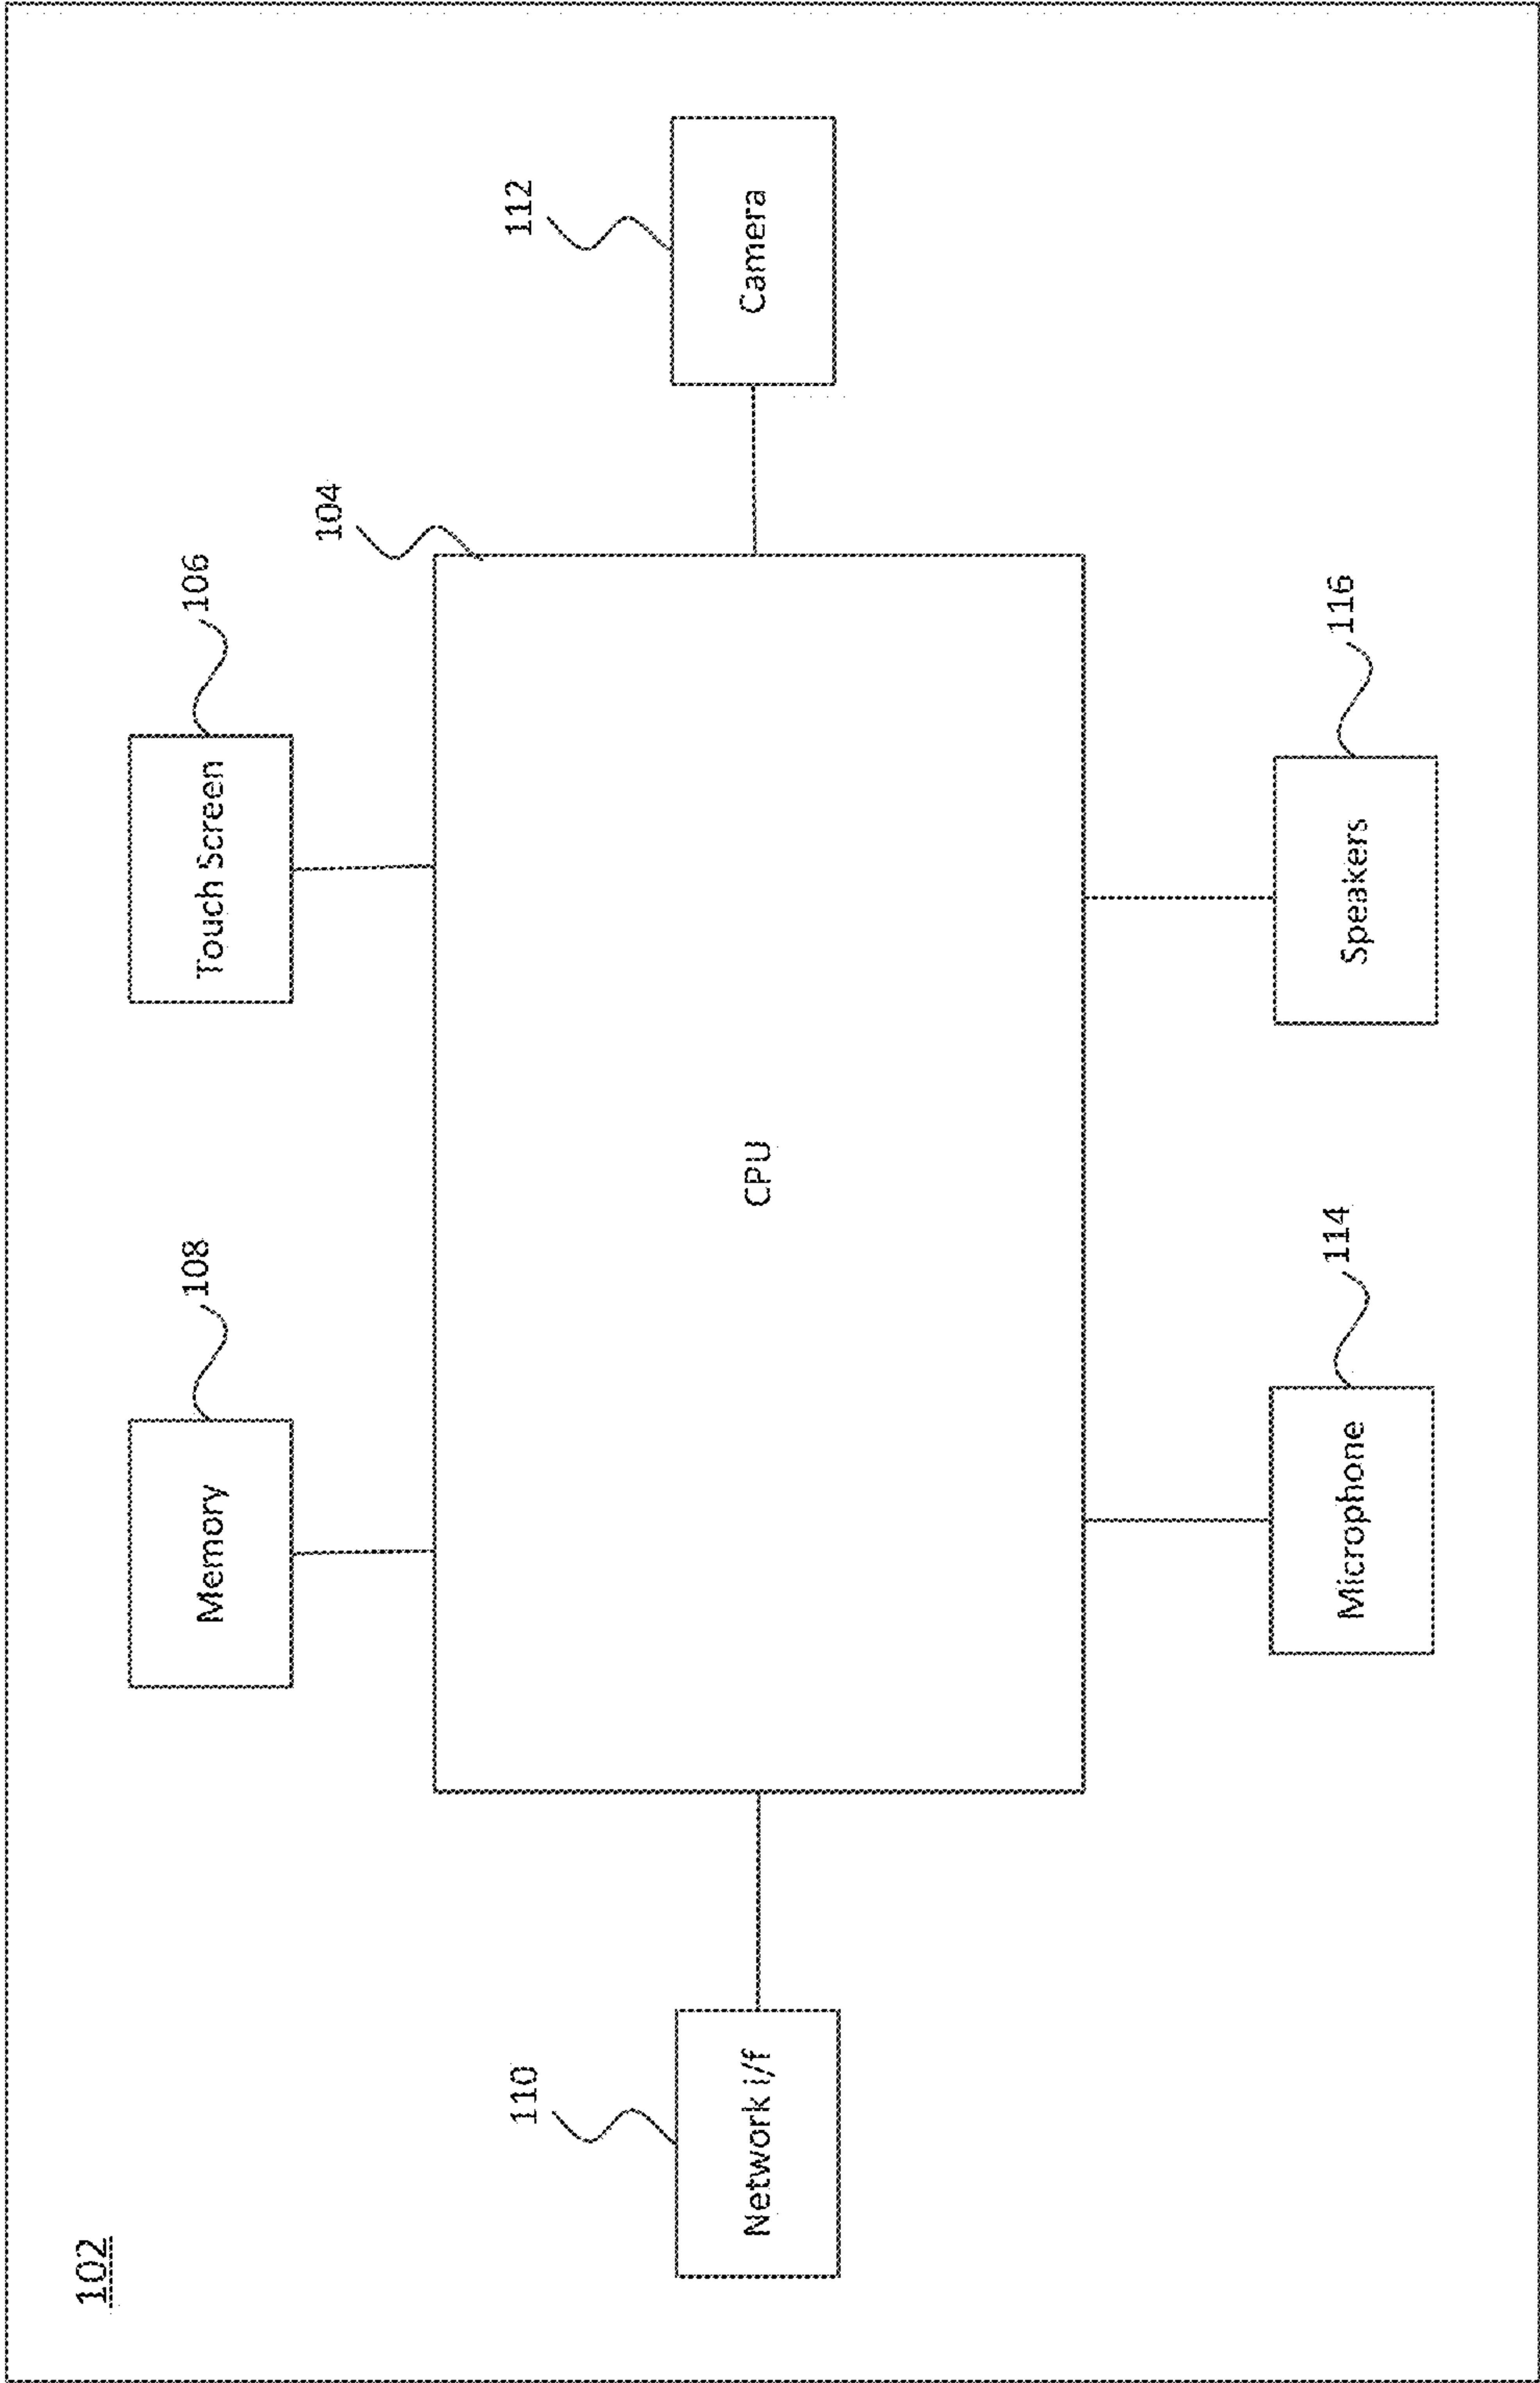 102
108
106
Memory
Touch Screen
104
110
112
Network i/f
CPU
Camera
114
116
Microphone
Speakers